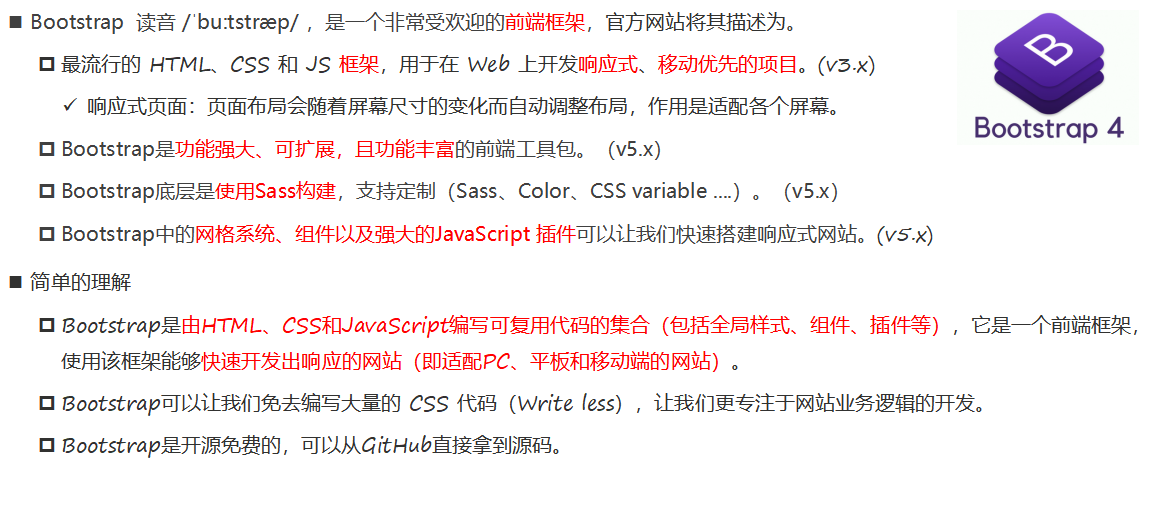 Bootstrap 读音 /ˈbuːtstræp/ ，是一个非常受欢迎的前端框架，官方网站将其描述为。
最流行的 HTML、CSS 和 JS 框架，用于在 Web 上开发响应式、移动优先的项目。(v3.x)
响应式页面：页面布局会随着屏幕尺寸的变化而自动调整布局，作用是适配各个屏幕。
Bootstrap是功能强大、可扩展，且功能丰富的前端工具包。（v5.x）
Bootstrap底层是使用Sass构建，支持定制（Sass、Color、CSS variable ....）。（v5.x）
Bootstrap中的网格系统、组件以及强大的JavaScript 插件可以让我们快速搭建响应式网站。(v5.x)
B
Bootstrap 4
简单的理解
Bootstrap是由HTML、CSS和JavaScript编写可复用代码的集合（包括全局样式、组件、插件等），它是一个前端框架，
使用该框架能够快速开发出响应的网站（即适配PC、平板和移动端的网站）。
Bootstrap可以让我们免去编写大量的 CSS 代码（Write less），让我们更专注于网站业务逻辑的开发。
Bootstrap是开源免费的，可以从GitHub直接拿到源码。